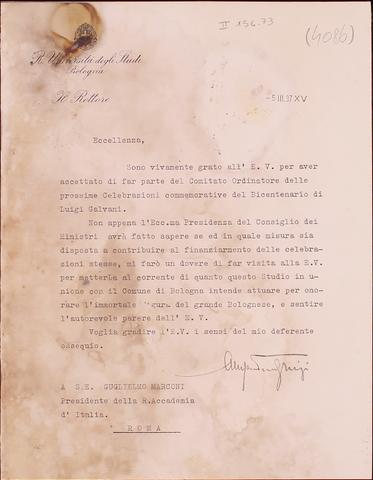 II 156.73
(4086)
R. Università degli Studi
Bologna
Il Rettore
-5 III.37 XV
Eccellenza,
Sono vivamente grato all' E. V. per aver
accettato di far parte del Comitato Ordinatore delle
prossime Celebrazioni commemorative del Bicentenario di
Luigi Galvani.
Non appena l'Ecc.ma Presidenza del Consiglio dei
Ministri avrà fatto sapere se ed in quale misura sia
disposta a contribuire al finanziamento delle celebra-
zioni stesse, mi farò un dovere di far visita alla E.V.
per metterLa al corrente di quanto questo Studio in u-
nione con il Comune di Bologna intende attuare per ono-
rare l'immortale figura del grande Bolognese, e sentire
l'autorevole parere dell' E. V.
Voglia gradire l'E.V. i sensi del mio deferente
ossequio.
A S.E. GUGLIELMO MARCONI
Presidente della R.Accademia
d' Italia.
ROMA